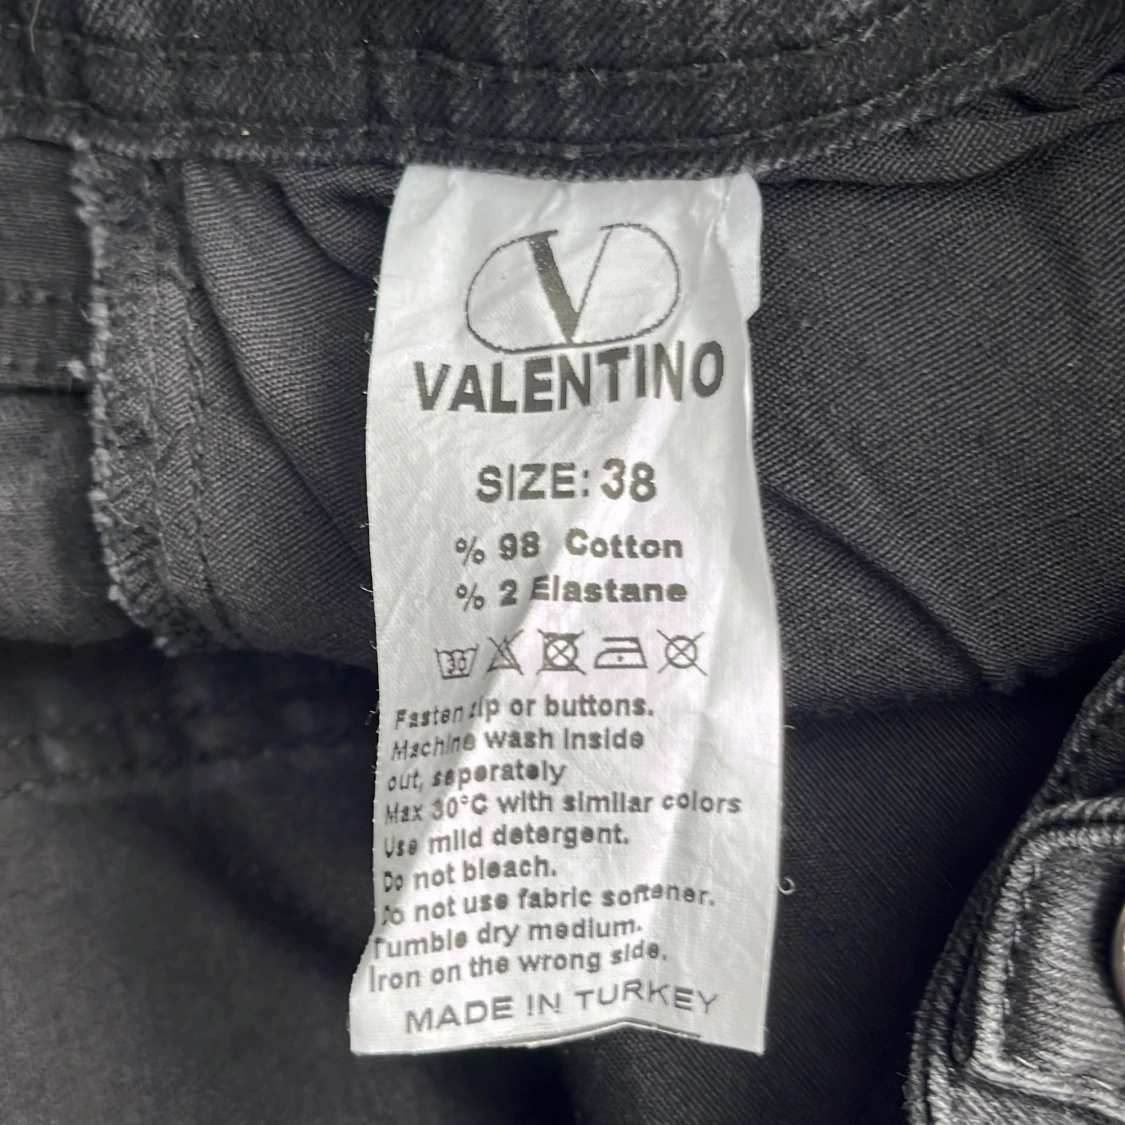 V
VALENTINO
SIZE: 38
% 98 Cotton
% 2 Elastane
30
Fasten zip or buttons.
Machine wash inside
out, seperately
Max 30°C with similar colors
Use mild detergent.
Do not bleach.
Do not use fabric softener.
Tumble dry medium.
Iron on the wrong side.
MADE IN TURKEY